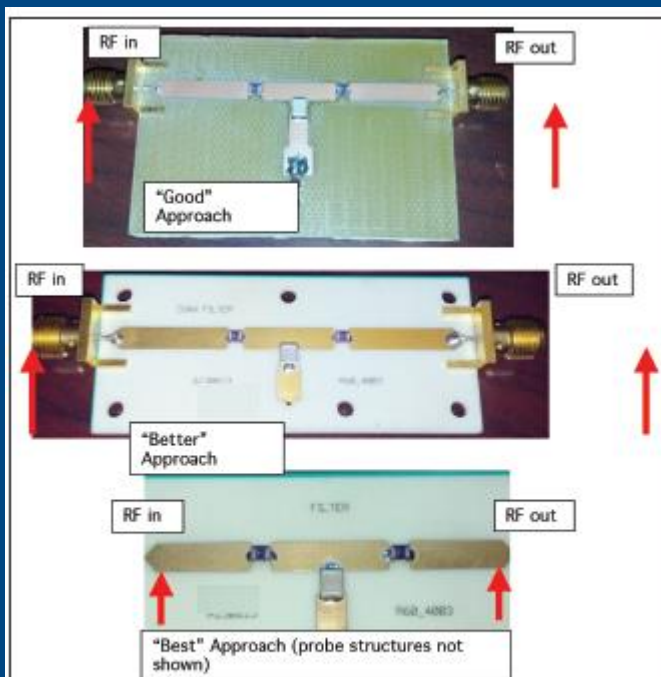 RF in
RF out
"Good"
Approach
RF in
RF out
FILTER
"Better"
Approach
RF in
RF out
FILTER
"Best" Approach (probe structures not
shown)